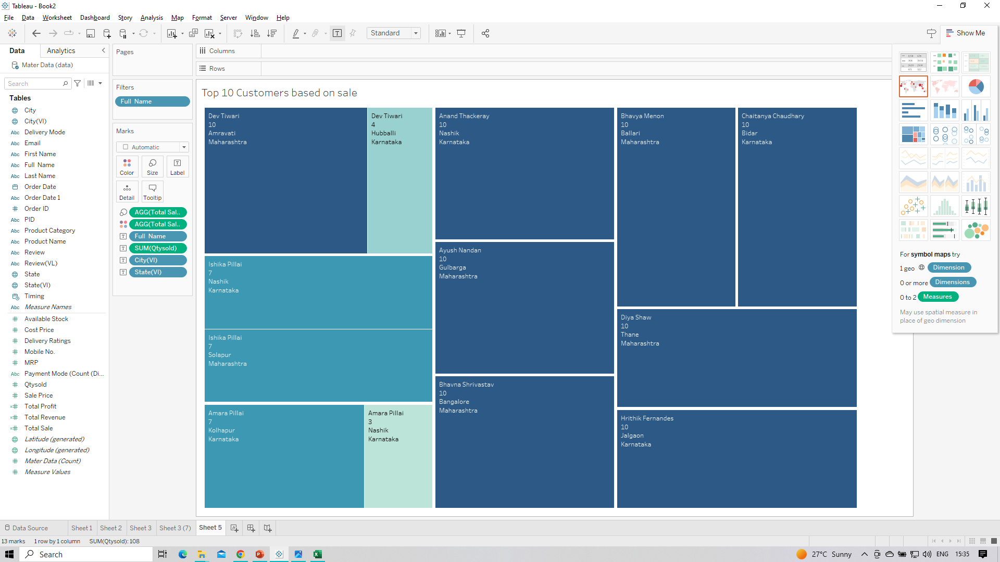 Tableau - Book2
File Data Worksheet Dashboard Story Analysis Map Format Server Window Help
Standard
Show Me
Data Analytics
Mater Data (data)
Search
Tables
City
City(VI)
Delivery Mode
Email
First Name
Full Name
Last Name
Order Date
Order Date 1
Order ID
PID
Product Category
Product Name
Review
Review(VL)
State
State(VI)
Timing
Measure Names
Available Stock
Cost Price
Delivery Ratings
Mobile No.
MRP
Payment Mode (Count (Di...
Qtysold
Sale Price
Total Profit
Total Revenue
Total Sale
Latitude (generated)
Longitude (generated)
Mater Data (Count)
Measure Values
Pages
Filters
Full Name
Marks
Automatic
Color Size Label
Detail Tooltip
AGG(Total Sal..
AGG(Total Sal..
Full Name
SUM(Qtysold)
City(VI)
State(VI)
Columns
Rows
Top 10 Customers based on sale
Dev Tiwari
10
Amravati
Maharashtra
Dev Tiwari
4
Hubballi
Karnataka
Ishika Pillai
7
Nashik
Karnataka
Ishika Pillai
7
Solapur
Maharashtra
Amara Pillai
7
Kolhapur
Karnataka
Amara Pillai
3
Nashik
Karnataka
Anand Thackeray
10
Nashik
Karnataka
Ayush Nandan
10
Gulbarga
Maharashtra
Bhavna Shrivastav
10
Bangalore
Maharashtra
Bhavya Menon
10
Ballari
Maharashtra
Chaitanya Chaudhary
10
Bidar
Karnataka
Diya Shaw
10
Thane
Maharashtra
Hrithik Fernandes
10
Jalgaon
Karnataka
For symbol maps try
1 geo Dimension
0 or more Dimensions
0 to 2 Measures
May use spatial measure in
place of geo dimension
Data Source Sheet 1 Sheet 2 Sheet 3 Sheet 3 (7) Sheet 5
13 marks 1 row by 1 column SUM(Qtysold): 108
Search
27°C Sunny
ENG 15:35